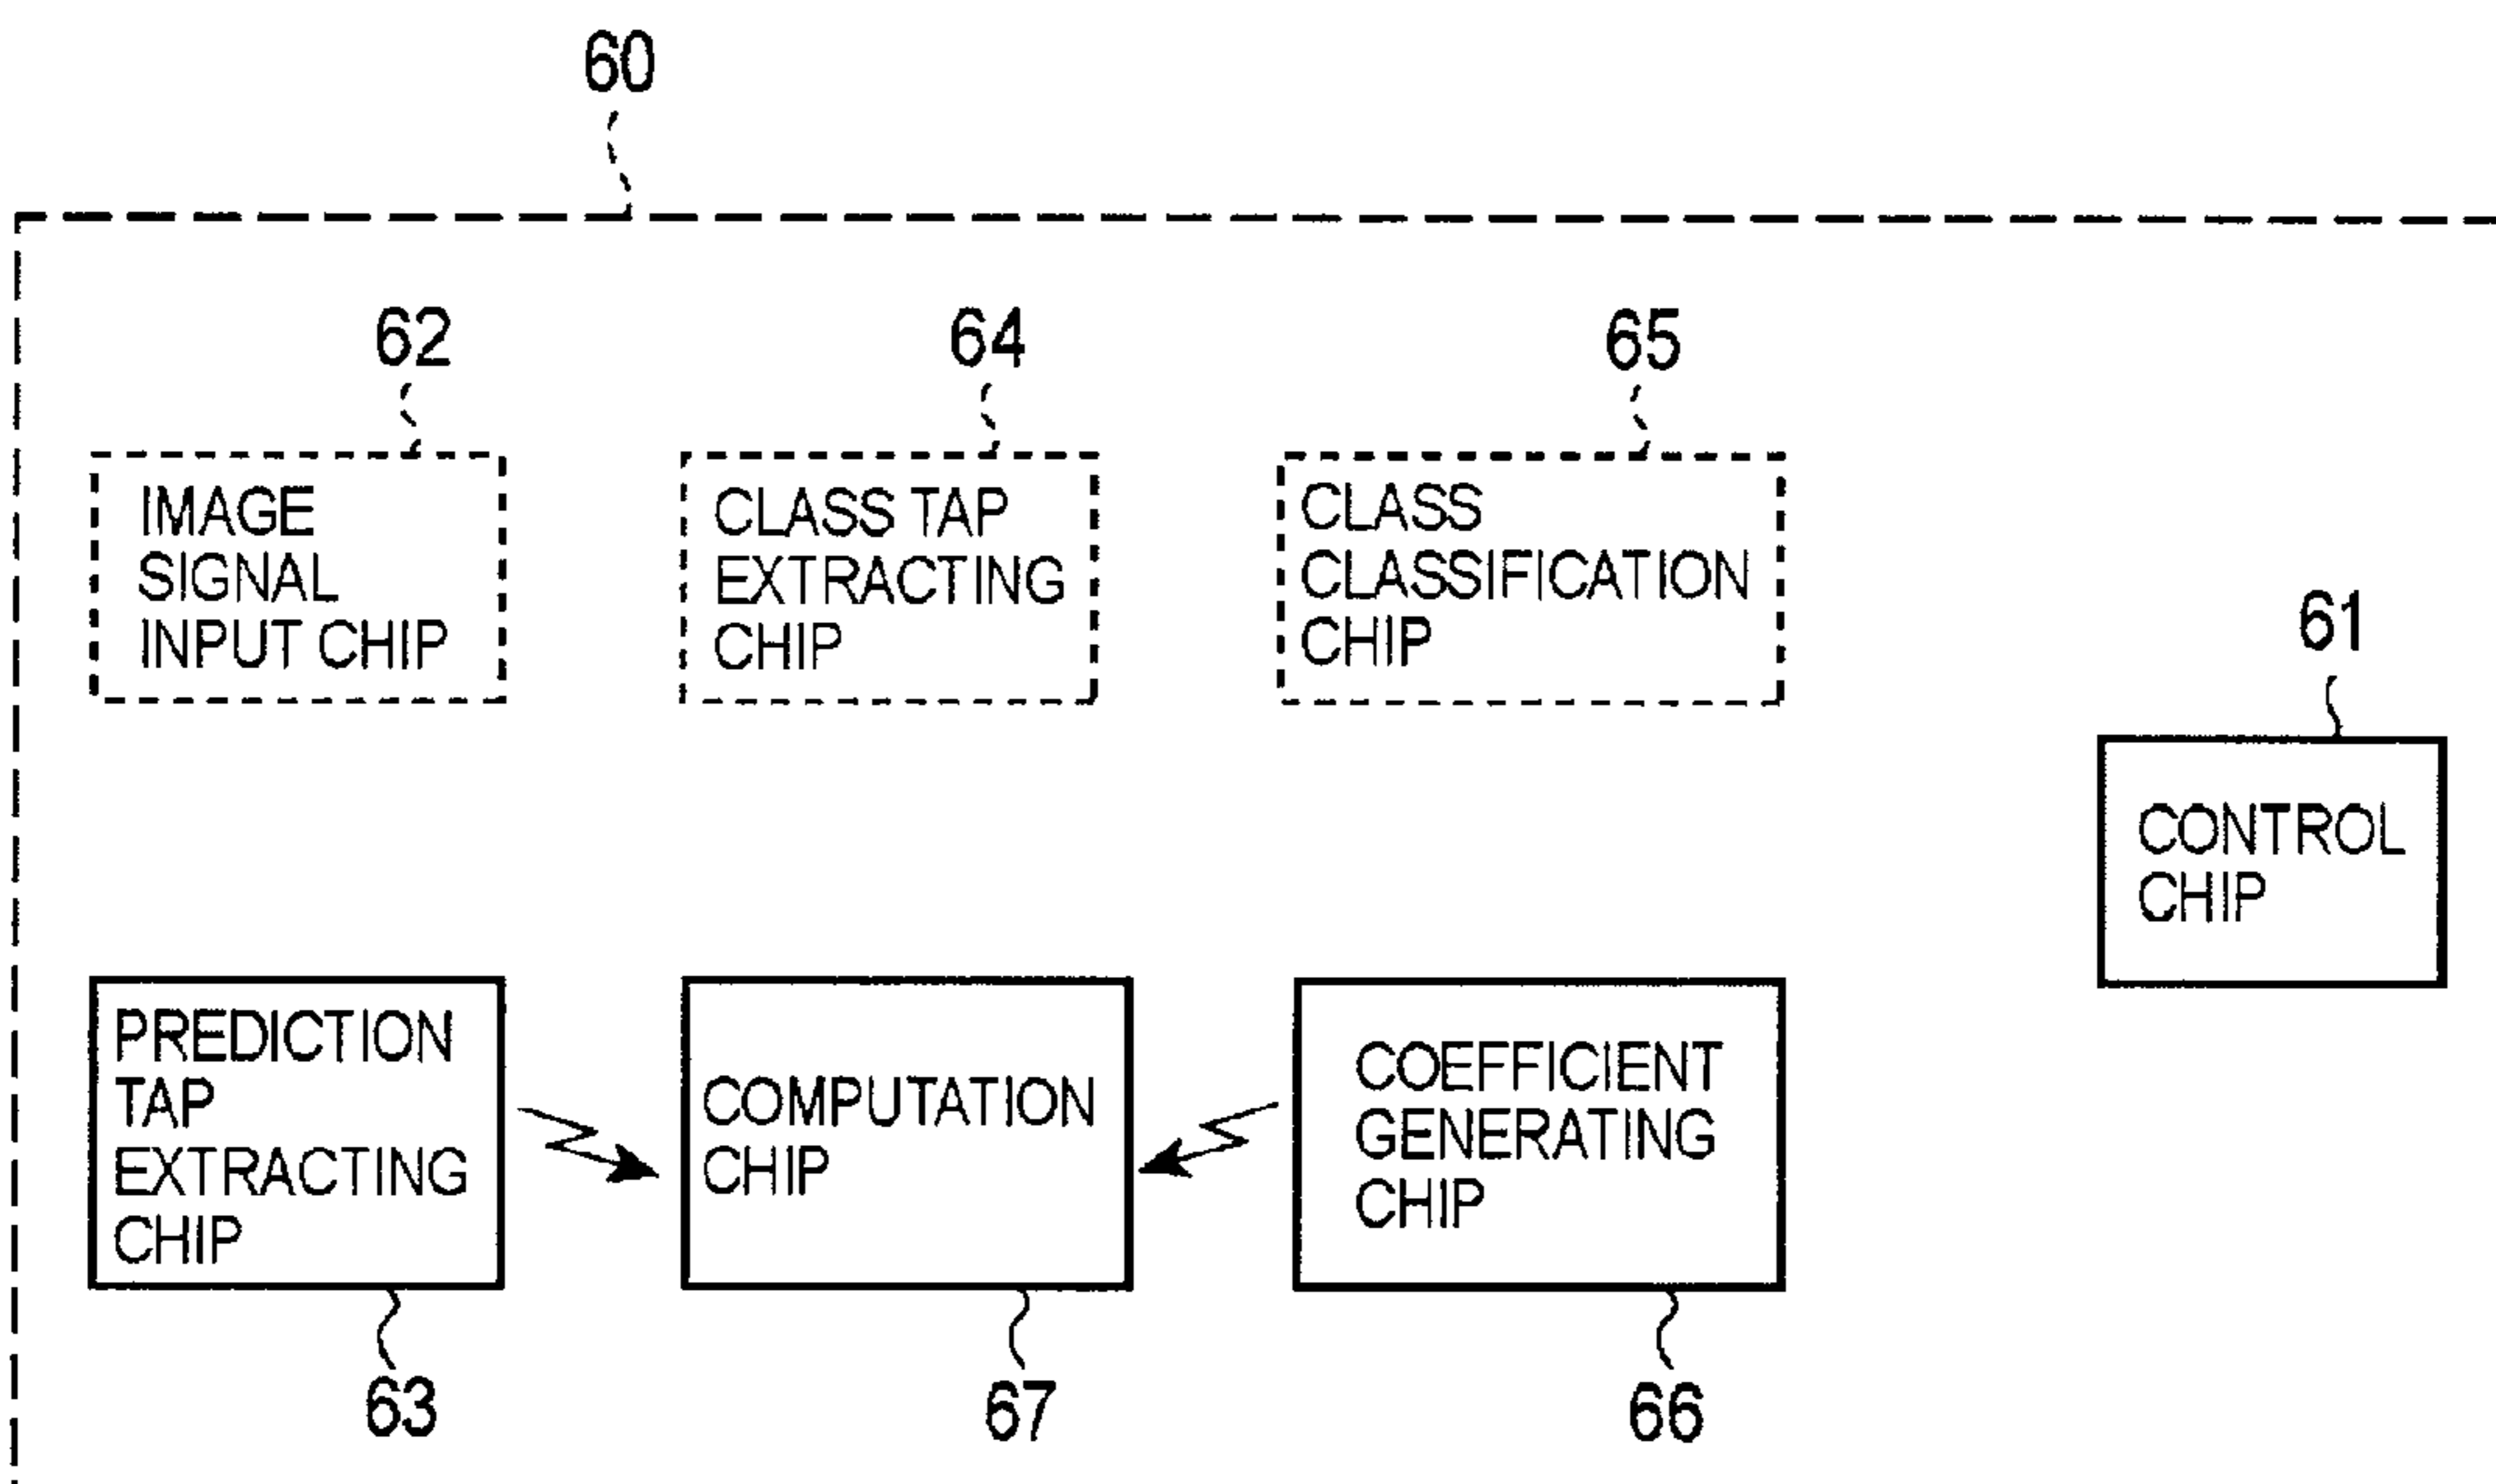 60
62
64
65
IMAGE
SIGNAL
INPUT CHIP
CLASS TAP
EXTRACTING
CHIP
CLASS
CLASSIFICATION
CHIP
61
CONTROL
CHIP
PREDICTION
TAP
EXTRACTING
CHIP
COMPUTATION
CHIP
COEFFICIENT
GENERATING
CHIP
63
67
66